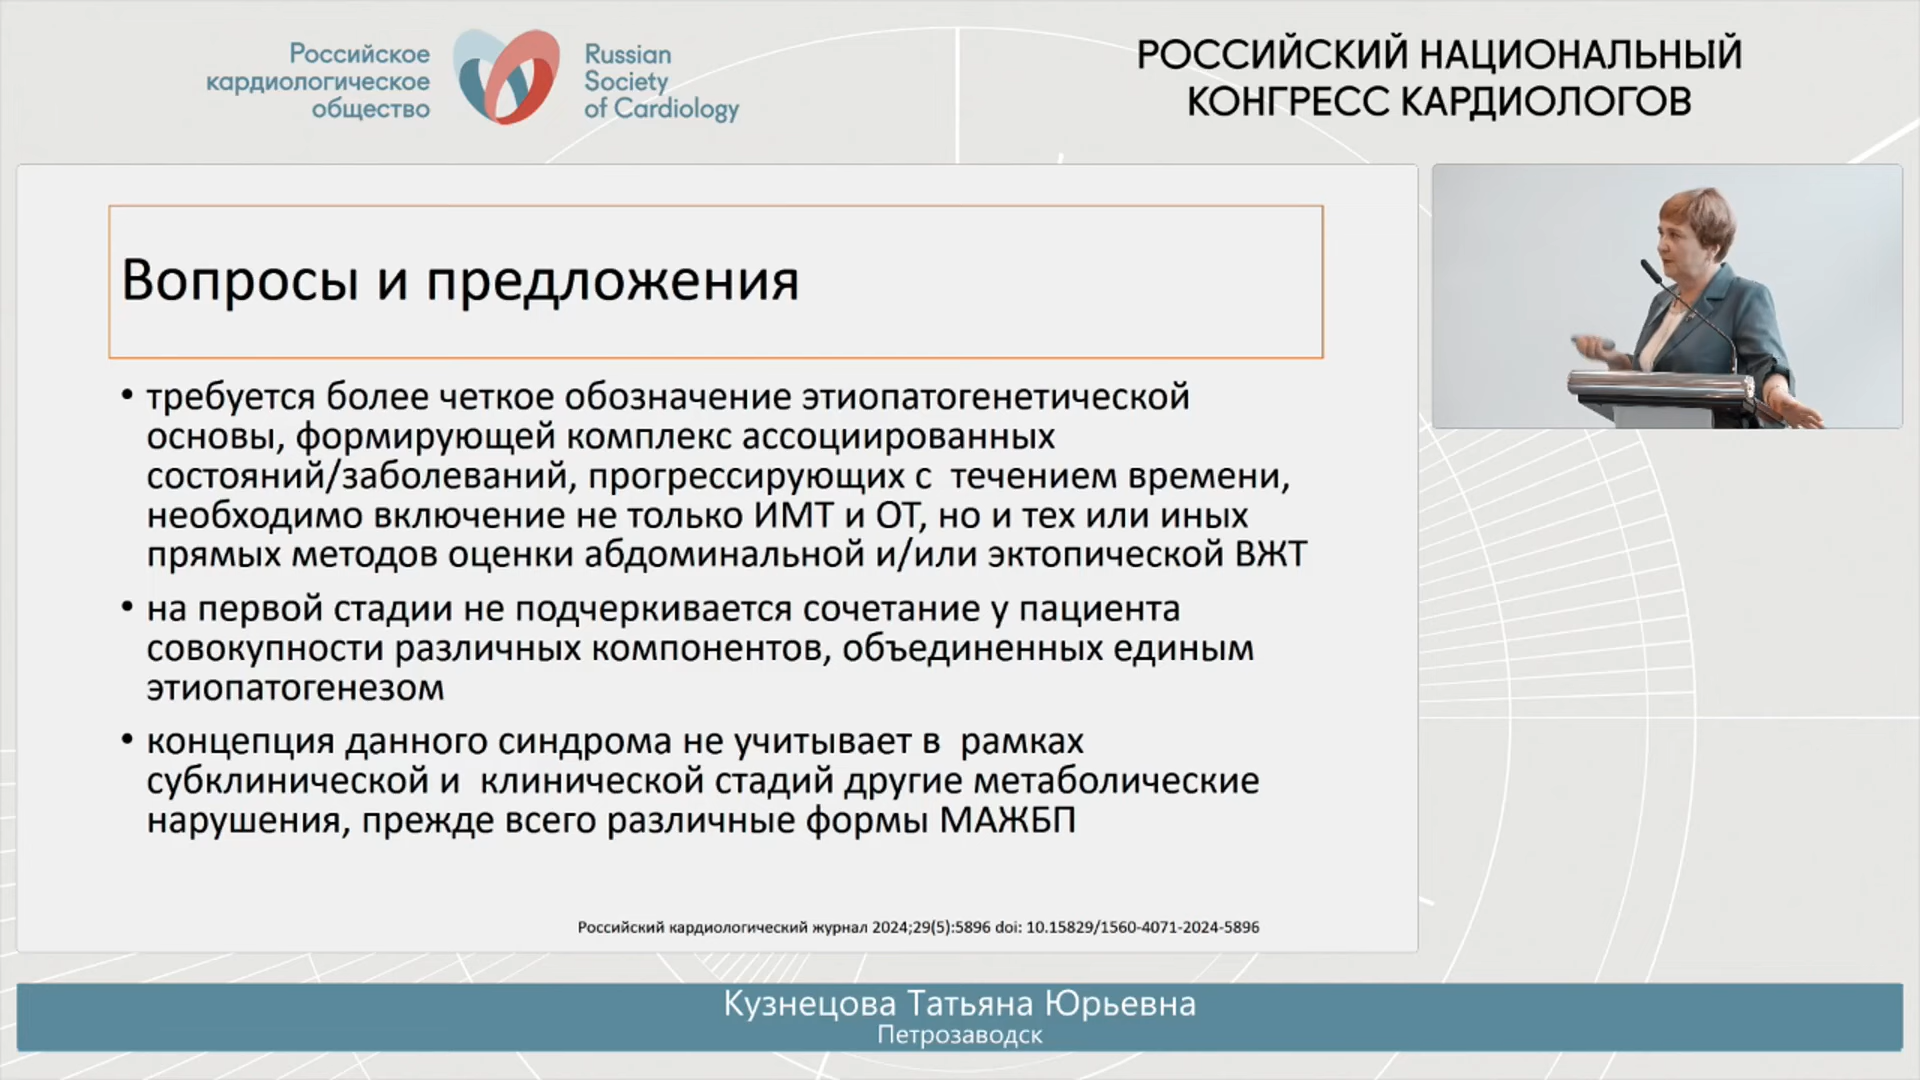 Российское
кардиологическое
общество
Russian
Society
of Cardiology
РОССИЙСКИЙ НАЦИОНАЛЬНЫЙ
КОНГРЕСС КАРДИОЛОГОВ
Вопросы и предложения
• требуется более четкое обозначение этиопатогенетической
основы, формирующей комплекс ассоциированных
состояний/заболеваний, прогрессирующих с течением времени,
необходимо включение не только ИМТ и ОТ, но и тех или иных
прямых методов оценки абдоминальной и/или эктопической ВЖТ
• на первой стадии не подчеркивается сочетание у пациента
совокупности различных компонентов, объединенных единым
этиопатогенезом
• концепция данного синдрома не учитывает в рамках
субклинической и клинической стадий другие метаболические
нарушения, прежде всего различные формы МАЖБП
Российский кардиологический журнал 2024;29(5):5896 doi: 10.15829/1560-4071-2024-5896
Кузнецова Татьяна Юрьевна
Петрозаводск